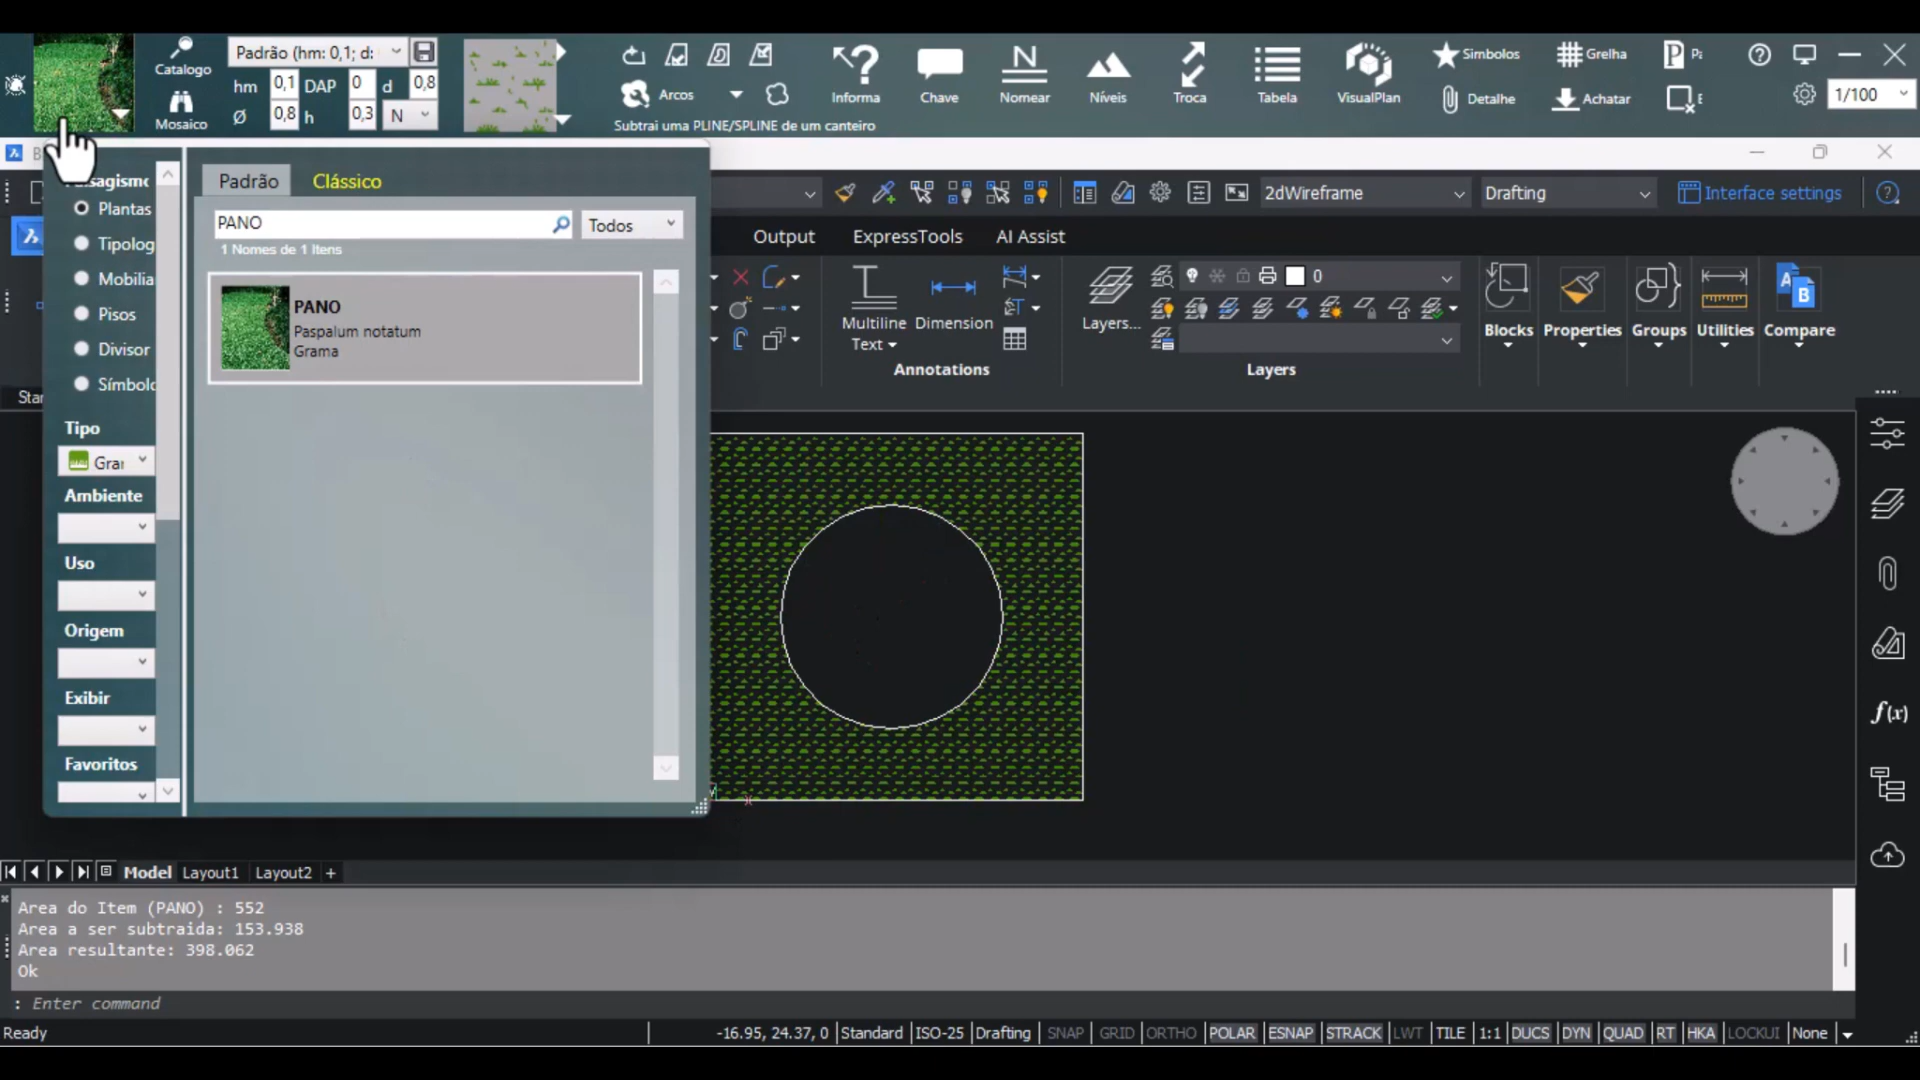 Catalogo
Mosaico
Padrão (hm: 0,1; d:
hm 0,1 DAP 0 d 0,8
Ø 0,8 h 0,3 N
Arcos
Subtrai uma PLINE/SPLINE de um canteiro
Informa
Chave
Nomear
Níveis
Troca
Tabela
VisualPlan
Simbolos
Detalhe
Grelha
Achatar
1/100
2dWireframe
Drafting
Interface settings
Output
ExpressTools
AI Assist
Plantas
Tipolog
Mobilia
Pisos
Divisor
Símbolo
Tipo
Gra
Ambiente
Uso
Origem
Exibir
Favoritos
Padrão
Clássico
PANO
Todos
1 Nomes de 1 Itens
PANO
Paspalum notatum
Grama
Multiline
Text
Dimension
Annotations
Layers...
0
Layers
Blocks
Properties
Groups
Utilities
Compare
Star
Model
Layout1
Layout2
+
Area do Item (PANO) : 552
Area a ser subtraida: 153.938
Area resultante: 398.062
Ok
: Enter command
Ready
-16.95, 24.37, 0
Standard
ISO-25
Drafting
SNAP
GRID
ORTHO
POLAR
ESNAP
STRACK
LWT
TILE
1:1
DUCS
DYN
QUAD
RT
HKA
LOCKUI
None